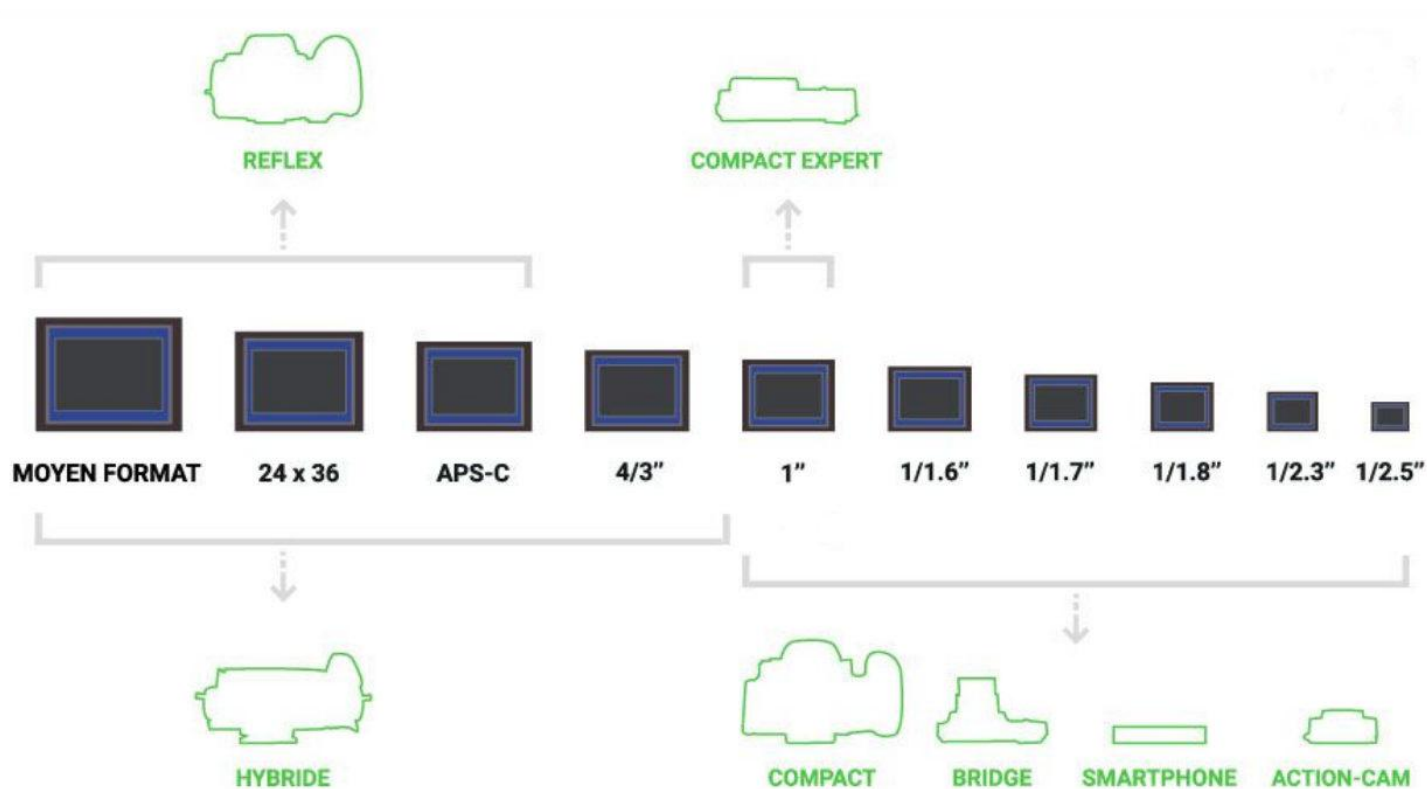 REFLEX
COMPACT EXPERT
MOYEN FORMAT
24 x 36
APS-C
4/3”
1”
1/1.6”
1/1.7”
1/1.8”
1/2.3”
1/2.5”
HYBRIDE
COMPACT
BRIDGE
SMARTPHONE
ACTION-CAM